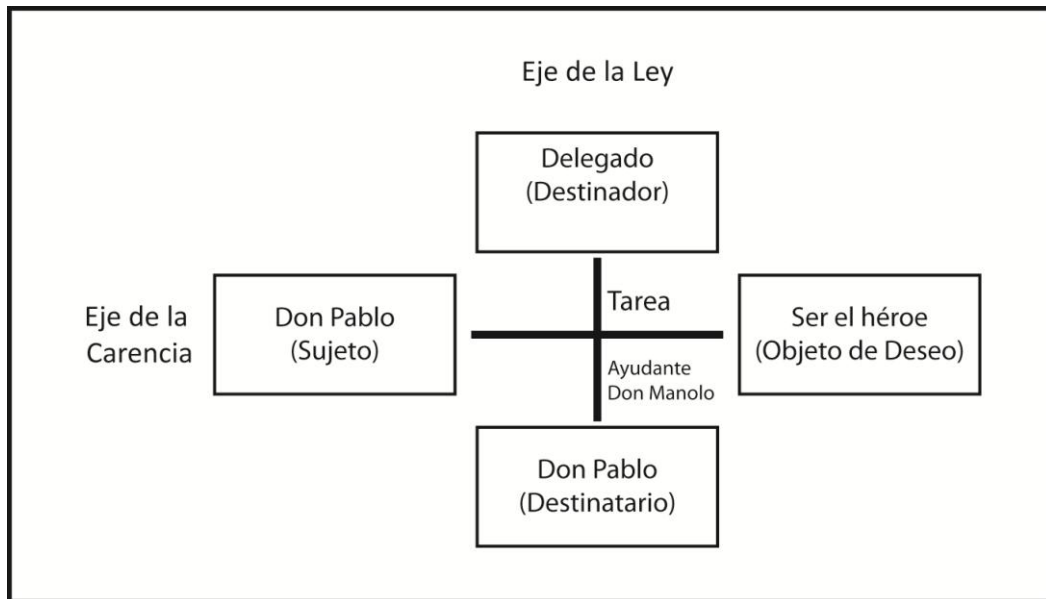 Eje de la Ley
Delegado
(Destinador)
Eje de la
Carencia
Don Pablo
(Sujeto)
Tarea
Ser el héroe
(Objeto de Deseo)
Ayudante
Don Manolo
Don Pablo
(Destinatario)